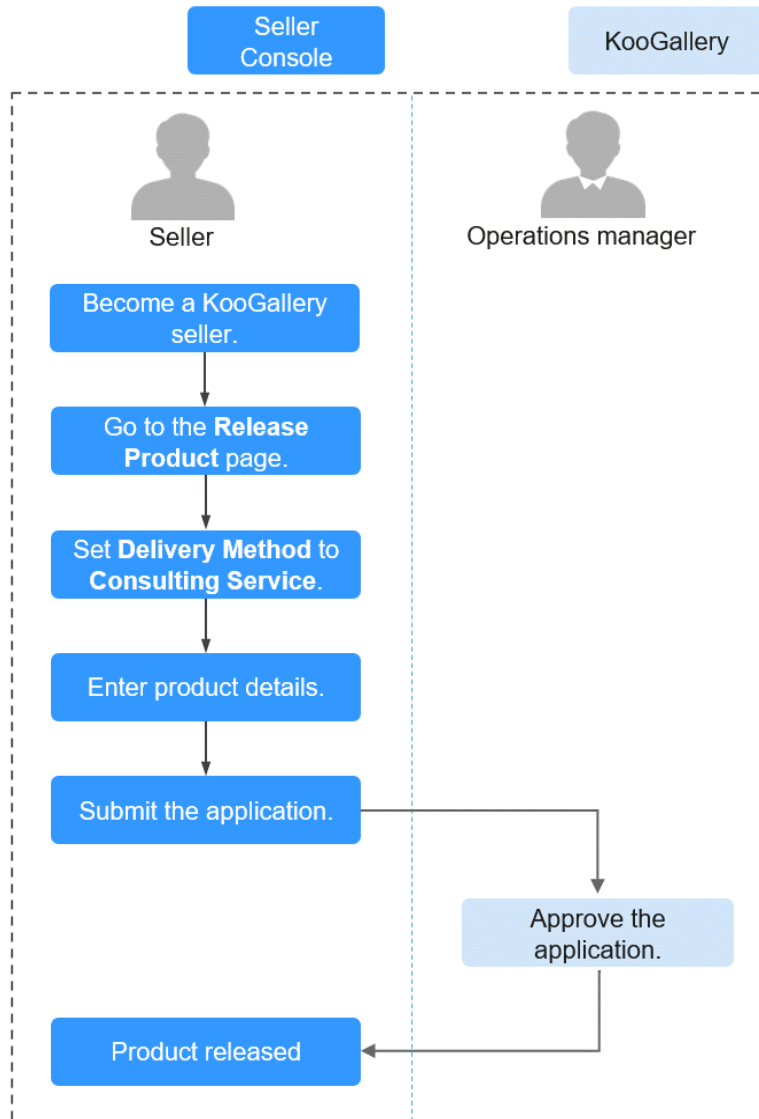 Seller
Console
KooGallery
Seller
Operations manager
Become a KooGallery
seller.
Go to the Release
Product page.
Set Delivery Method to
Consulting Service.
Enter product details.
Submit the application.
Approve the
application.
Product released